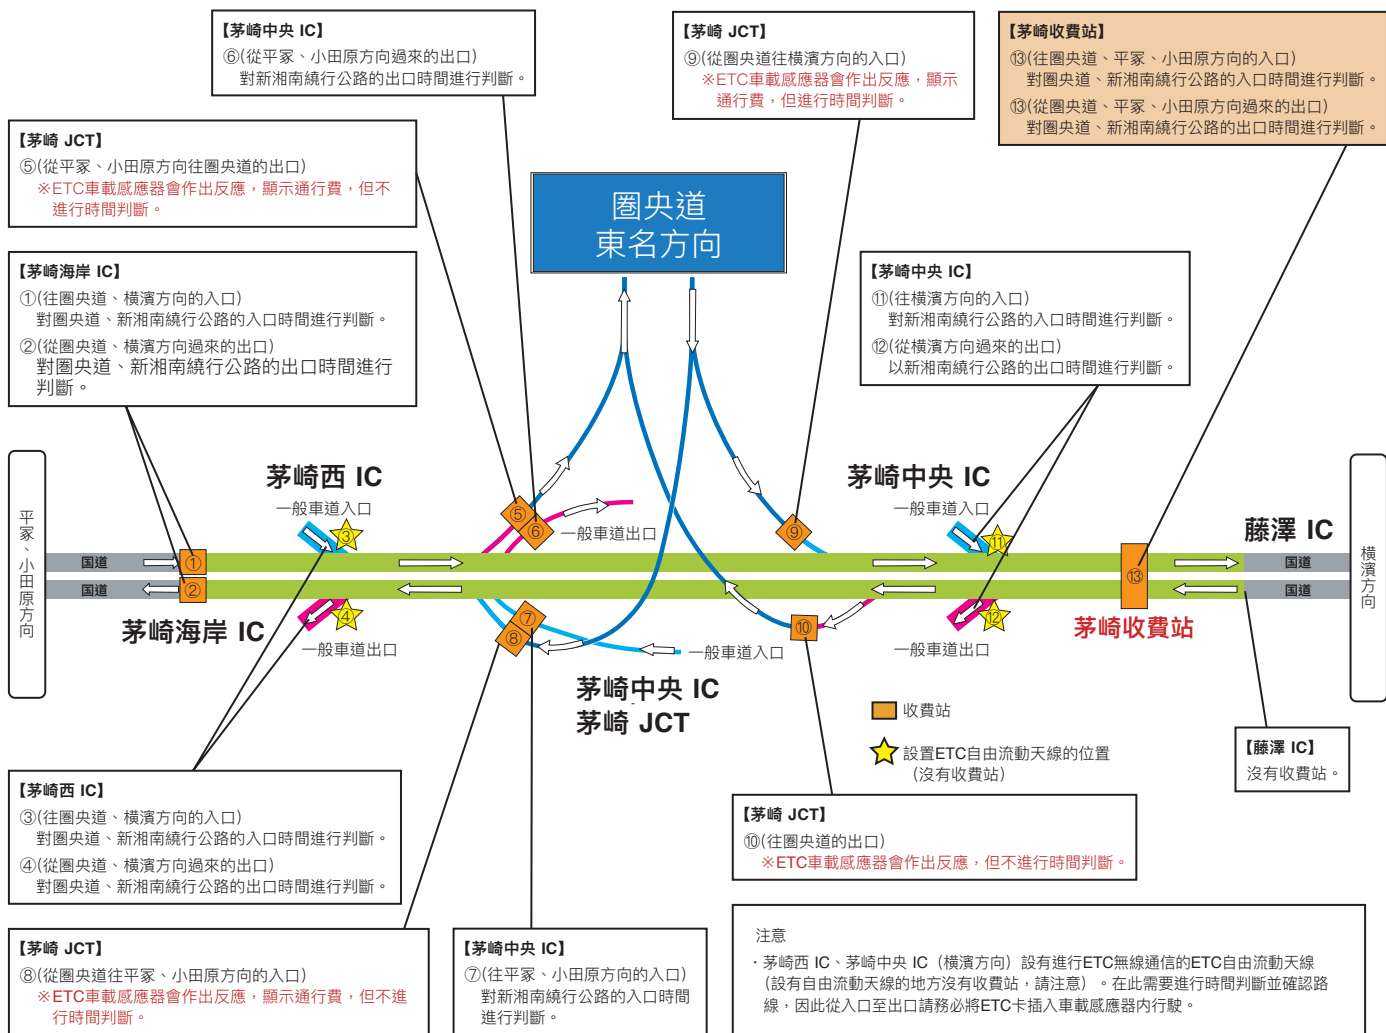 【茅崎中央 IC】
⑥(從平冢、小田原方向過來的出口)
對新湘南繞行公路的出口時間進行判斷。
【茅崎 JCT】
⑨(從圈央道往橫濱方向的入口)
※ETC車載感應器會作出反應，顯示
通行費，但進行時間判斷。
【茅崎收費站】
⑬(往圈央道、平冢、小田原方向的入口)
對圈央道、新湘南繞行公路的入口時間進行判斷。
⑬(從圈央道、平冢、小田原方向過來的出口)
對圈央道、新湘南繞行公路的出口時間進行判斷。
【茅崎 JCT】
⑤(從平冢、小田原方向往圈央道的出口)
※ETC車載感應器會作出反應，顯示通行費，但不
進行時間判斷。
圈央道
東名方向
【茅崎海岸 IC】
①(往圈央道、橫濱方向的入口)
對圈央道、新湘南繞行公路的入口時間進行判斷。
②(從圈央道、橫濱方向過來的出口)
對圈央道、新湘南繞行公路的出口時間進行
判斷。
【茅崎中央 IC】
⑪(往橫濱方向的入口)
對新湘南繞行公路的入口時間進行判斷。
⑫(從橫濱方向過來的出口)
以新湘南繞行公路的出口時間進行判斷。
平冢、小田原方向
茅崎西 IC
一般車道入口
③
⑤
⑥
一般車道出口
⑨
茅崎中央 IC
一般車道入口
⑪
藤澤 IC
橫濱方向
国道
①
国道
国道
②
⑬
国道
茅崎海岸 IC
④
一般車道出口
⑦
⑧
一般車道入口
⑩
⑫
一般車道出口
茅崎收費站
茅崎中央 IC
茅崎 JCT
收費站
設置ETC自由流動天線的位置
(沒有收費站)
【藤澤 IC】
沒有收費站。
【茅崎西 IC】
③(往圈央道、橫濱方向的入口)
對圈央道、新湘南繞行公路的入口時間進行判斷。
④(從圈央道、橫濱方向過來的出口)
對圈央道、新湘南繞行公路的出口時間進行判斷。
【茅崎 JCT】
⑩(往圈央道的出口)
※ETC車載感應器會作出反應，但不進行時間判斷。
【茅崎 JCT】
⑧(從圈央道往平冢、小田原方向的入口)
※ETC車載感應器會作出反應，顯示通行費，但不進
行時間判斷。
【茅崎中央 IC】
⑦(往平冢、小田原方向的入口)
對新湘南繞行公路的入口時間
進行判斷。
注意
・茅崎西 IC、茅崎中央 IC（橫濱方向）設有進行ETC無線通信的ETC自由流動天線
（設有自由流動天線的地方沒有收費站，請注意）。在此需要進行時間判斷並確認路
線，因此從入口至出口請務必將ETC卡插入車載感應器內行駛。